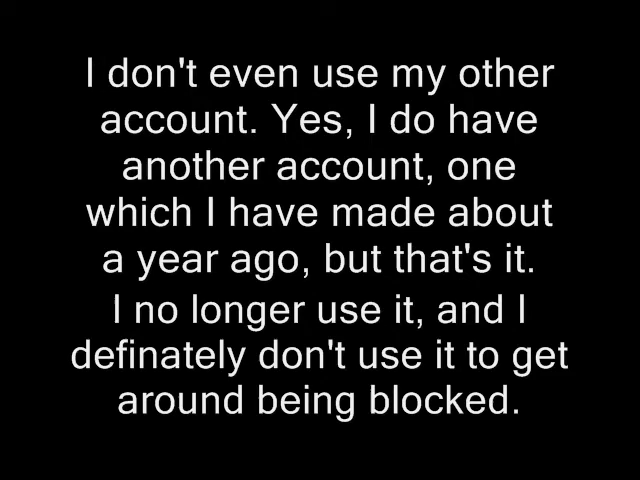 I don't even use my other
account. Yes, I do have
another account, one
which I have made about
a year ago, but that's it.
I no longer use it, and I
definately don't use it to get
around being blocked.